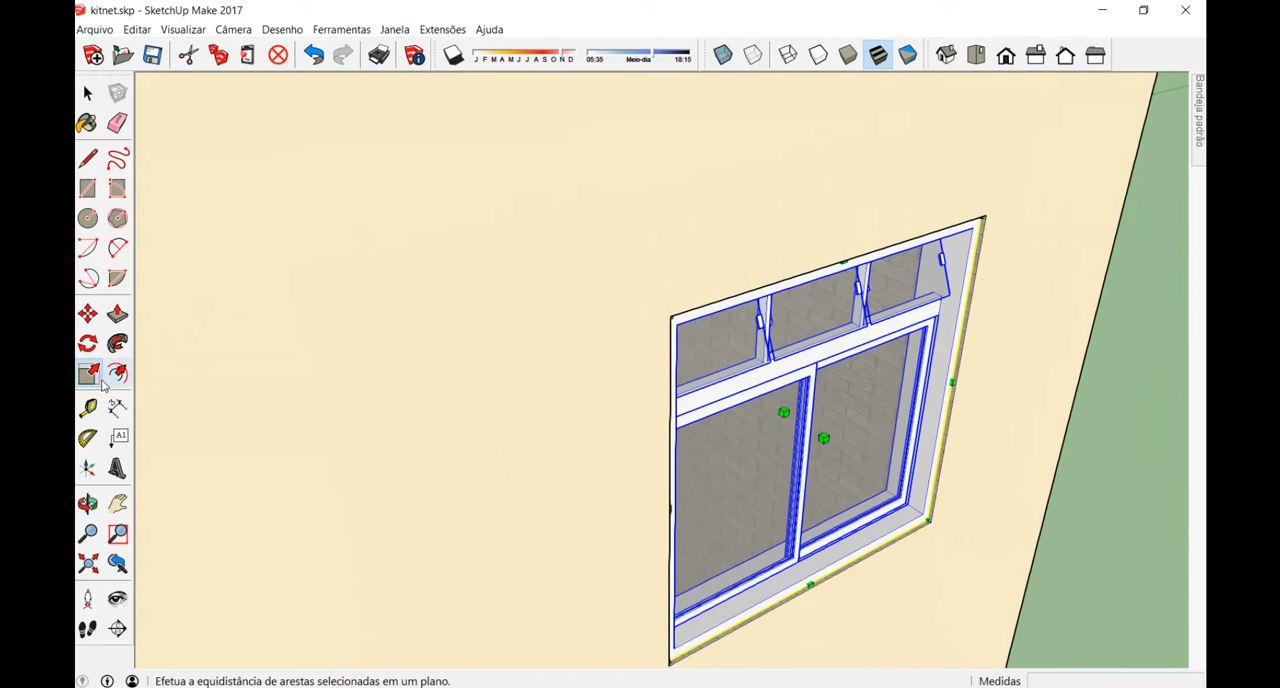 kitnet.skp - SketchUp Make 2017
Arquivo Editar Visualizar Câmera Desenho Ferramentas Janela Extensões Ajuda
J F M A M J J A S O N D 05:35 Meio-dia 18:15
Bandeja padrão
A1
Efetua a equidistância de arestas selecionadas em um plano. Medidas